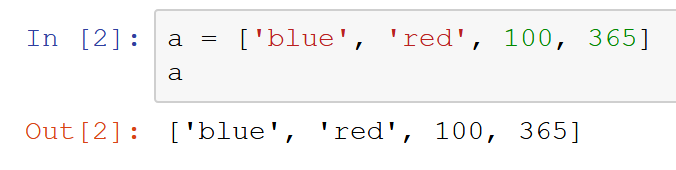 In [2]: a = ['blue', 'red', 100, 365]
a
Out[2]: ['blue', 'red', 100, 365]